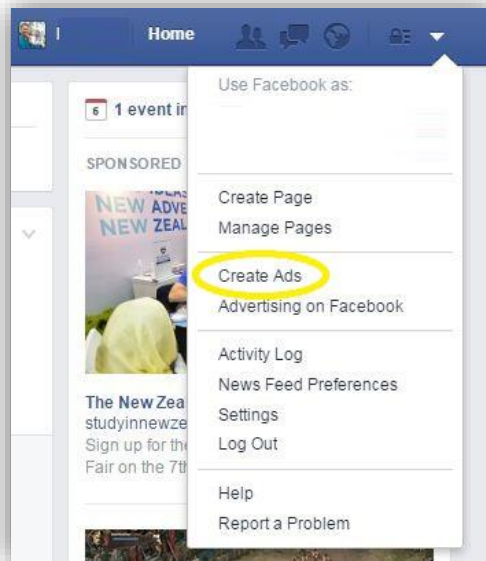 Home
Use Facebook as:
6 1 event in
SPONSORED
NEW ADVE
NEW ZEAL
Create Page
Manage Pages
Create Ads
Advertising on Facebook
Activity Log
News Feed Preferences
Settings
Log Out
The New Zea
studyinnewze
Sign up for the
Fair on the 7th
Help
Report a Problem